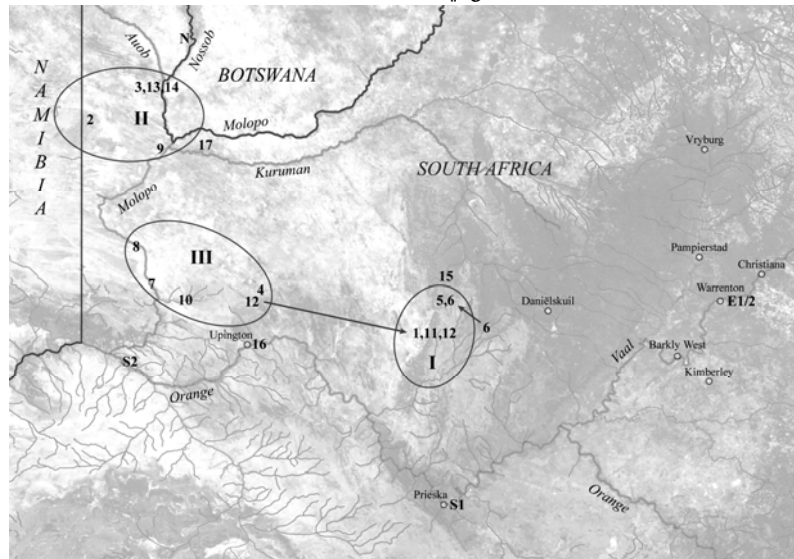 N
A
M
I
B
I
A
Auob
N
Nossob
BOTSWANA
3,13,14
2
II
Molopo
9
17
Kuruman
SOUTH AFRICA
Vryburg
Molopo
8
III
7
10
4
12
15
5,6
6
1,11,12
I
Daniëlskuil
Pampierstad
Christiana
Warrenton
E1/2
Upington
16
S2
Orange
Vaal
Barkly West
Kimberley
Prieska
S1
Orange